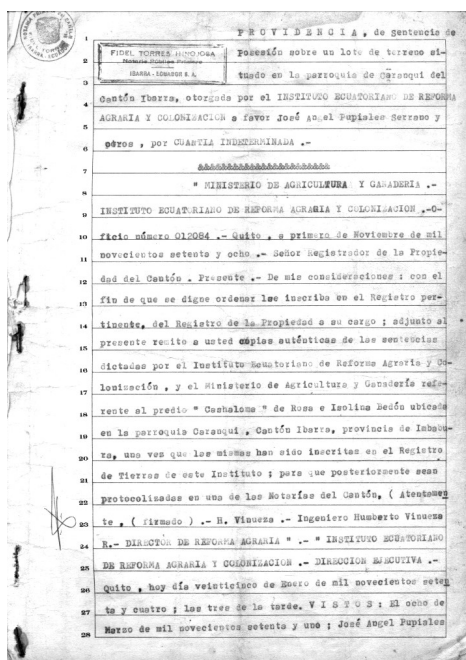 PROVIDENCIA, de Sentencia de
FIDEL TORRES HINOJOSA
Notario Público Primero
IBARRA - ECUADOR S. A.
Posesión sobre un lote de terreno si-
tuado en la parroquia de Caranqui del
Cantón Ibarra, otorgada por el INSTITUTO ECUATORIANO DE REFORMA
AGRARIA Y COLONIZACION a favor José Angel Pupiales Serrano y
otros , por CUANTIA INDETERMINADA .-
&&&&&&&&&&&&&&&&&&&&
" MINISTERIO DE AGRICULTURA Y GANADERIA .-
INSTITUTO ECUATORIANO DE REFORMA AGRARIA Y COLONIZACION .-O-
ficio número 012084 .- Quito , a primero de Noviembre de mil
novecientos setenta y ocho .- Señor Registrador de la Propie-
dad del Cantón . Presente .- De mis consideraciones : con el
fin de que se digne ordenar lse inscriba en el Registro per-
tinente, del Registro de la Propiedad a su cargo ; adjunto al
presente remito a usted copias auténticas de las sentencias
dictadas por el Instituto Ecuatoriano de Reforma Agraria y Co-
lonización , y el Ministerio de Agricultura y Ganadería refe-
rente al predio " Cashaloma " de Rosa e Isolina Bedón ubicada
en la parroquia Caranqui , Cantón Ibarra, provincia de Imbabu-
ra, una vez que las mismas han sido inscritas en el Registro
de Tierras de este Instituto ; para que posteriormente sean
protocolizadas en una de las Notarías del Cantón, ( Atentamen
te , ( firmado ) .- H. Vinueza .- Ingeniero Humberto Vinueza
R.- DIRECTOR DE REFORMA AGRARIA " .- " INSTITUTO ECUATORIANO
DE REFORMA AGRARIA Y COLONIZACION .- DIRECCION EJECUTIVA .-
Quito , hoy día veinticinco de Enero de mil novecientos seten
ta y cuatro ; las tres de la tarde. V I S T O S : El ocho de
Marzo de mil novecientos setenta y uno ; José Angel Pupiales